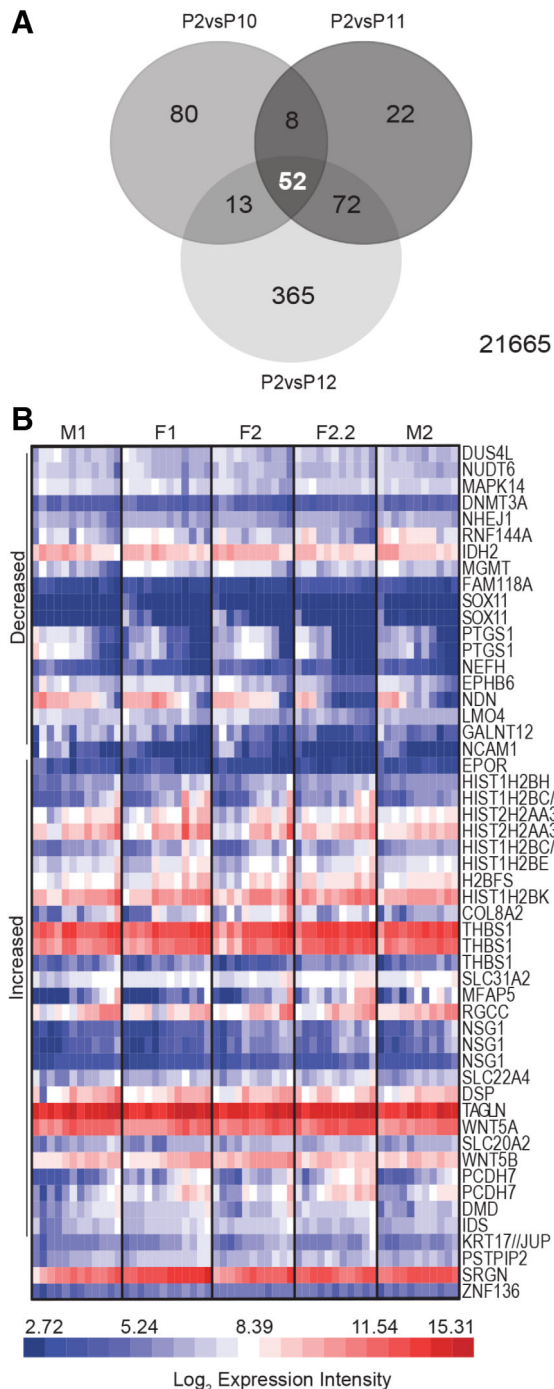 A
P2vsP10 P2vsP11
80 8 22
52
13 72
365
21665
P2vsP12
B
M1 F1 F2 F2.2 M2
Decreased
Increased
DUS4L
NUDT6
MAPK14
DNMT3A
NHEJ1
RNF144A
IDH2
MGMT
FAM118A
SOX11
SOX11
PTGS1
PTGS1
NEFH
EPHB6
NDN
LMO4
GALNT12
NCAM1
EPOR
HIST1H2BH
HIST1H2BC/
HIST2H2AA3
HIST2H2AA3
HIST1H2BC/
HIST1H2BE
H2BFS
HIST1H2BK
COL8A2
THBS1
THBS1
THBS1
SLC31A2
MFAP5
RGCC
NSG1
NSG1
NSG1
SLC22A4
DSP
TAGLN
WNT5A
SLC20A2
WNT5B
PCDH7
PCDH7
DMD
IDS
KRT17//JUP
PSTPIP2
SRGN
ZNF136
2.72 5.24 8.39 11.54 15.31
Log₂ Expression Intensity